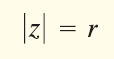 |z| = r